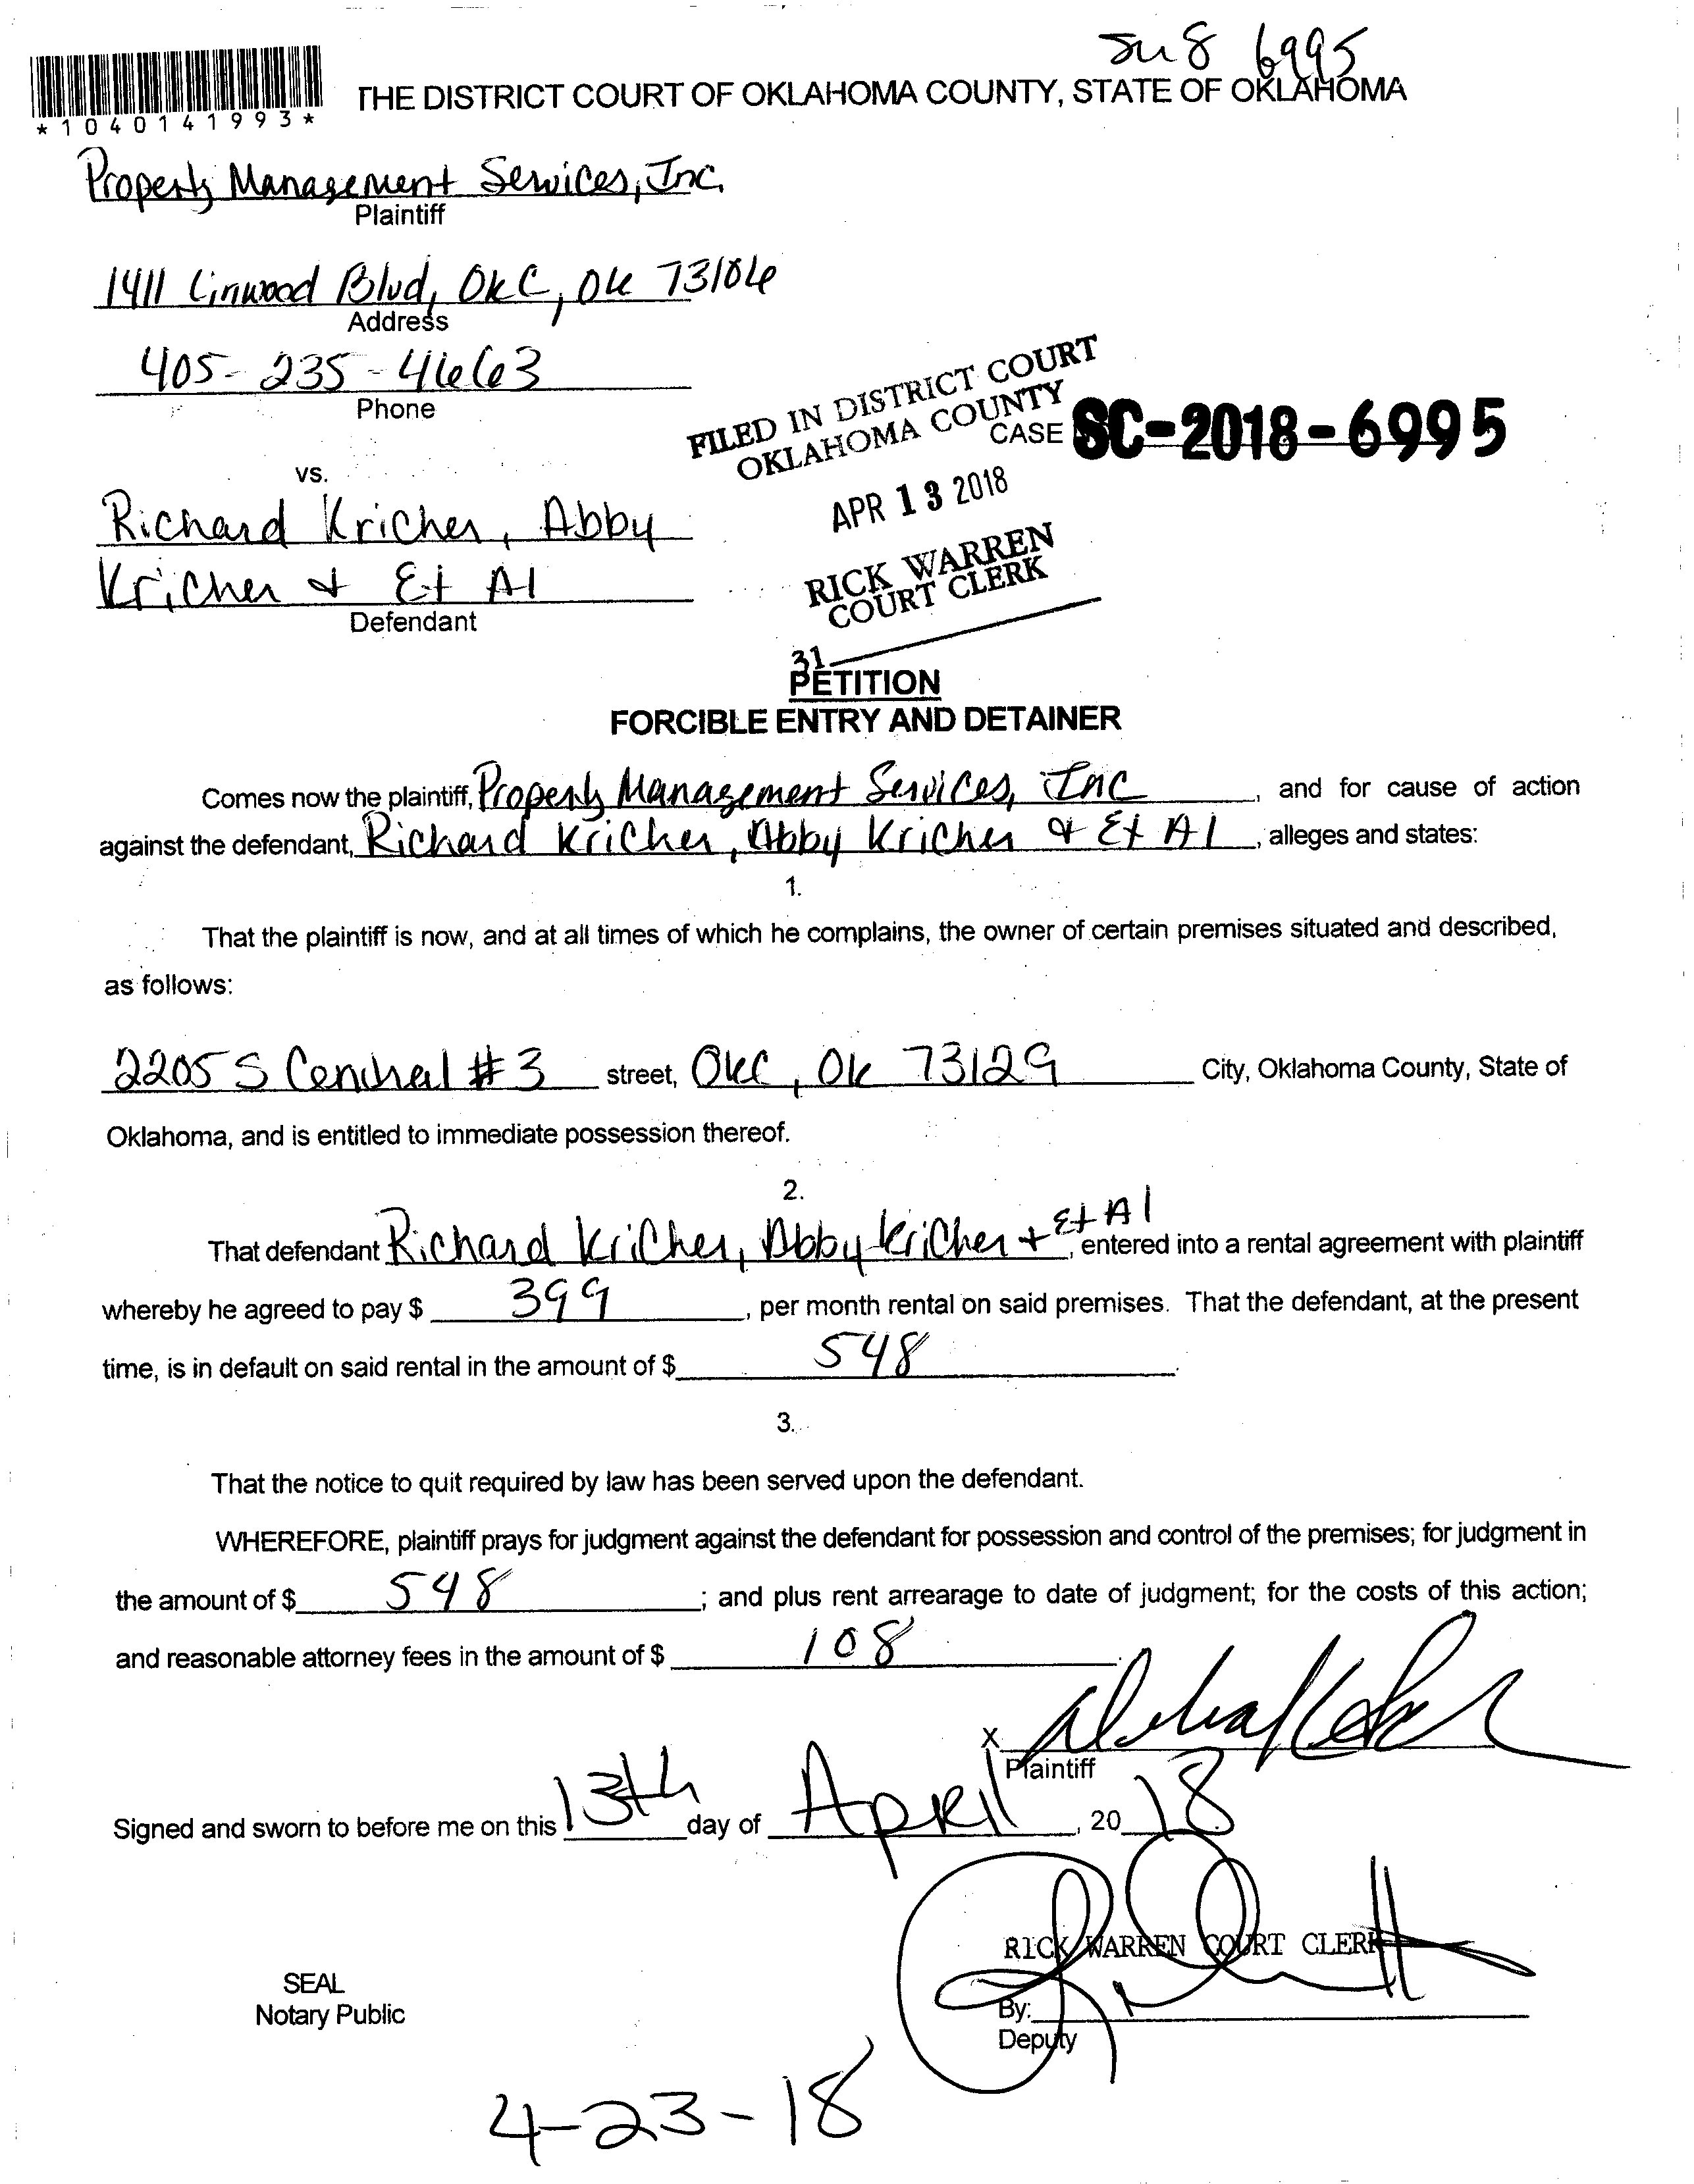 6995
THE DISTRICT COURT OF OKLAHOMA COUNTY, STATE OF OKLAHOMA
*1040141993*
Property Management Services, Inc.
Plaintiff
1411 Linwood Blvd, OKC, OK 73106
Address
405-235-4663
Phone
FILED IN DISTRICT COURT
OKLAHOMA COUNTY
CASE SC-2018-6995
APR 13 2018
RICK WARREN
COURT CLERK
31
vs.
Richard Kricher, Abby
Kricher & Et Al
Defendant
PETITION
FORCIBLE ENTRY AND DETAINER
Comes now the plaintiff, Property Management Services, Inc, and for cause of action
against the defendant, Richard Kricher, Abby Kricher & Et Al, alleges and states:
1.
That the plaintiff is now, and at all times of which he complains, the owner of certain premises situated and described,
as follows:
2205 S Central #3 street, OKC, OK 73129 City, Oklahoma County, State of
Oklahoma, and is entitled to immediate possession thereof.
2.
That defendant Richard Kricher, Abby Kricher + Et Al, entered into a rental agreement with plaintiff
whereby he agreed to pay $ 399, per month rental on said premises. That the defendant, at the present
time, is in default on said rental in the amount of $ 548.
3.
That the notice to quit required by law has been served upon the defendant.
WHEREFORE, plaintiff prays for judgment against the defendant for possession and control of the premises; for judgment in
the amount of $ 548; and plus rent arrearage to date of judgment; for the costs of this action;
and reasonable attorney fees in the amount of $ 108.
X
Plaintiff
Signed and sworn to before me on this 13th day of April, 20 18
RICK WARREN COURT CLERK
SEAL
Notary Public
By:
Deputy
4-23-18